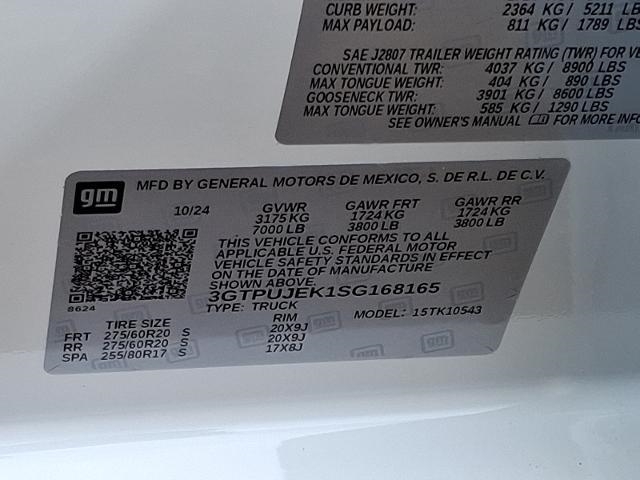 CURB WEIGHT: 2364 KG / 5211 LB
MAX PAYLOAD: 811 KG / 1789 LBS
SAE J2807 TRAILER WEIGHT RATING (TWR) FOR VE
CONVENTIONAL TWR: 4037 KG / 8900 LBS
MAX TONGUE WEIGHT: 404 KG / 890 LBS
GOOSENECK TWR: 3901 KG / 8600 LBS
MAX TONGUE WEIGHT: 585 KG / 1290 LBS
SEE OWNER'S MANUAL FOR MORE INFO
gm MFD BY GENERAL MOTORS DE MEXICO, S. DE R.L. DE C.V.
10/24 GVWR GAWR FRT GAWR RR
3175 KG 1724 KG 1724 KG
7000 LB 3800 LB 3800 LB
THIS VEHICLE CONFORMS TO ALL
APPLICABLE U.S. FEDERAL MOTOR
VEHICLE SAFETY STANDARDS IN EFFECT
ON THE DATE OF MANUFACTURE
SHOWN ABOVE.
3GTPUJEK1SG168165
8624 TYPE: TRUCK MODEL: 15TK10543
TIRE SIZE RIM
FRT 275/60R20 S 20X9J
RR 275/60R20 S 20X9J
SPA 255/80R17 S 17X8J